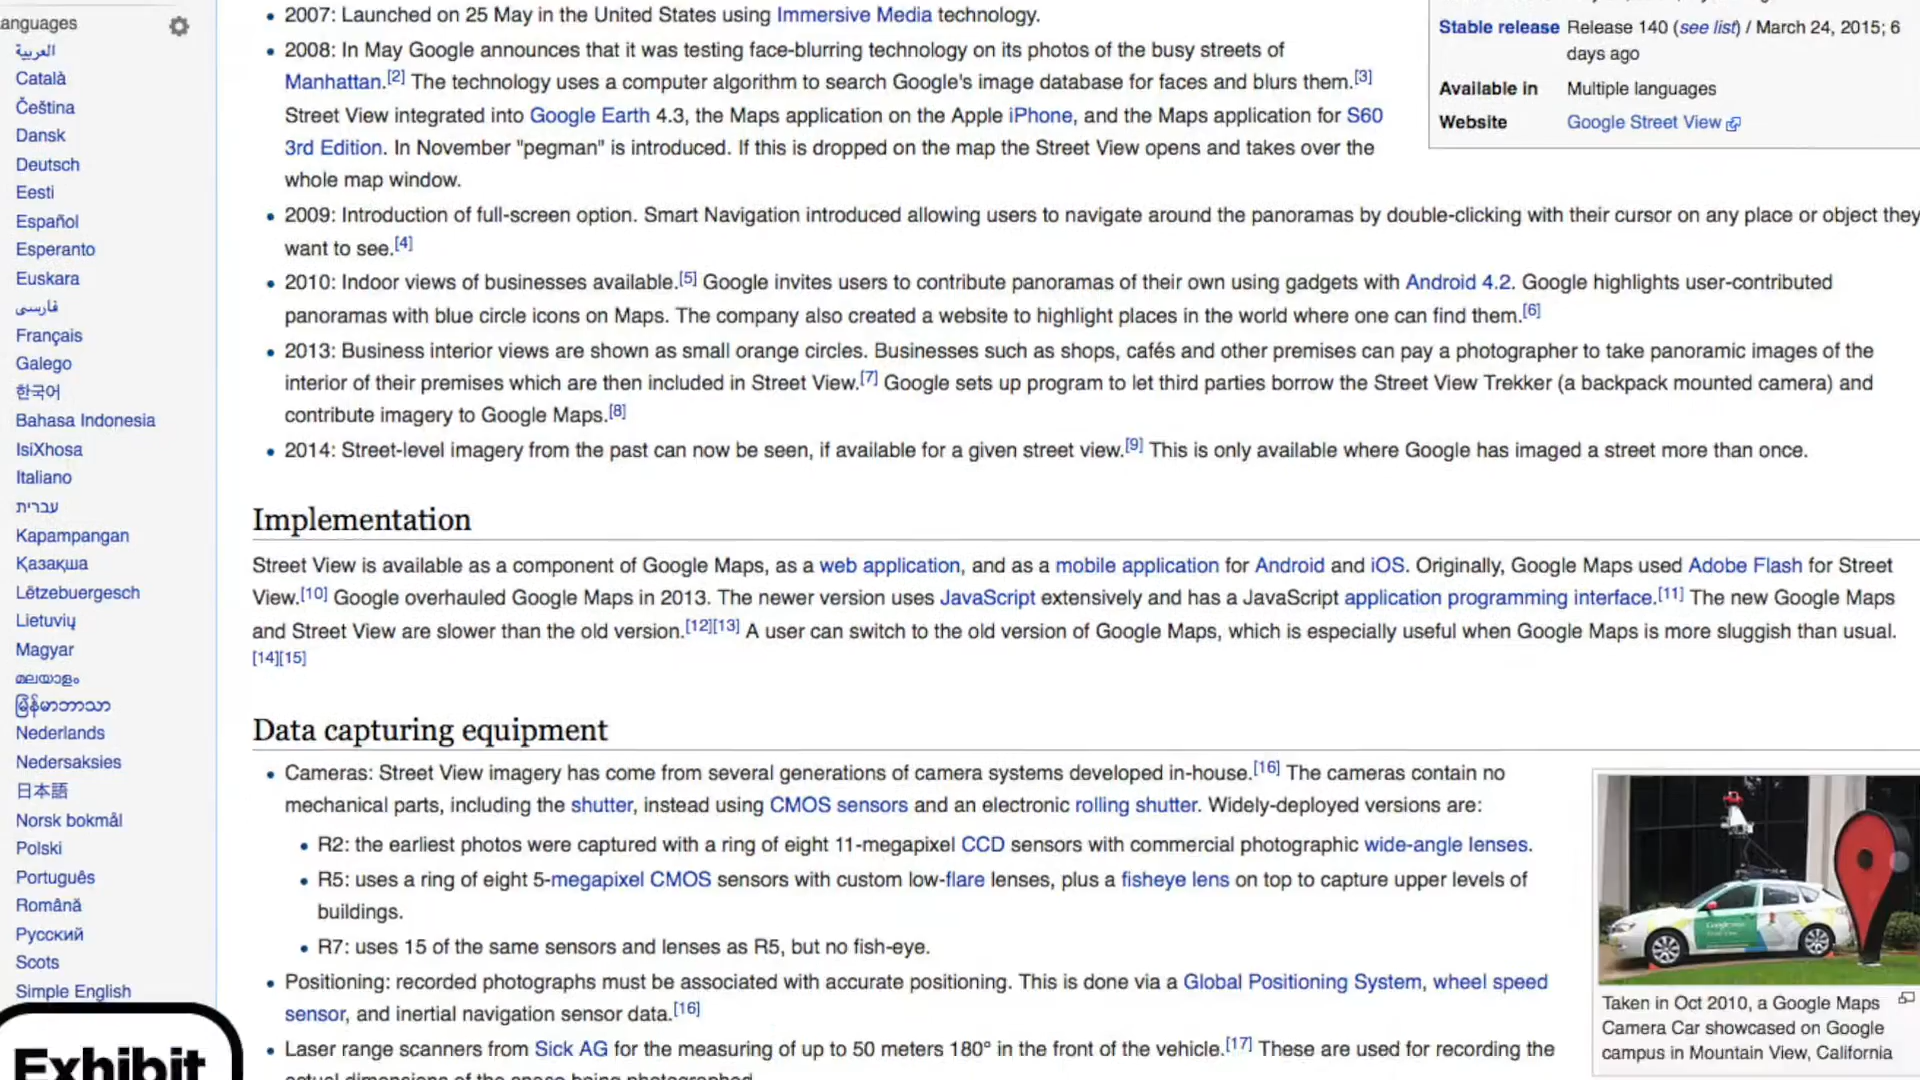 anguages
العربية
Català
Čeština
Dansk
Deutsch
Eesti
Español
Esperanto
Euskara
فارسی
Français
Galego
한국어
Bahasa Indonesia
IsiXhosa
Italiano
עברית
Kapampangan
Қазақша
Lëtzebuergesch
Lietuvių
Magyar
മലയാളം
မြန်မာဘာသာ
Nederlands
Nedersaksies
日本語
Norsk bokmål
Polski
Português
Română
Русский
Scots
Simple English
Exhibit
2007: Launched on 25 May in the United States using Immersive Media technology.
2008: In May Google announces that it was testing face-blurring technology on its photos of the busy streets of
Manhattan.[2] The technology uses a computer algorithm to search Google's image database for faces and blurs them.[3]
Street View integrated into Google Earth 4.3, the Maps application on the Apple iPhone, and the Maps application for S60
3rd Edition. In November "pegman" is introduced. If this is dropped on the map the Street View opens and takes over the
whole map window.
2009: Introduction of full-screen option. Smart Navigation introduced allowing users to navigate around the panoramas by double-clicking with their cursor on any place or object they
want to see.[4]
2010: Indoor views of businesses available.[5] Google invites users to contribute panoramas of their own using gadgets with Android 4.2. Google highlights user-contributed
panoramas with blue circle icons on Maps. The company also created a website to highlight places in the world where one can find them.[6]
2013: Business interior views are shown as small orange circles. Businesses such as shops, cafés and other premises can pay a photographer to take panoramic images of the
interior of their premises which are then included in Street View.[7] Google sets up program to let third parties borrow the Street View Trekker (a backpack mounted camera) and
contribute imagery to Google Maps.[8]
2014: Street-level imagery from the past can now be seen, if available for a given street view.[9] This is only available where Google has imaged a street more than once.
Stable release Release 140 (see list) / March 24, 2015; 6
days ago
Available in Multiple languages
Website Google Street View
Implementation
Street View is available as a component of Google Maps, as a web application, and as a mobile application for Android and iOS. Originally, Google Maps used Adobe Flash for Street
View.[10] Google overhauled Google Maps in 2013. The newer version uses JavaScript extensively and has a JavaScript application programming interface.[11] The new Google Maps
and Street View are slower than the old version.[12][13] A user can switch to the old version of Google Maps, which is especially useful when Google Maps is more sluggish than usual.
[14][15]
Data capturing equipment
Cameras: Street View imagery has come from several generations of camera systems developed in-house.[16] The cameras contain no
mechanical parts, including the shutter, instead using CMOS sensors and an electronic rolling shutter. Widely-deployed versions are:
R2: the earliest photos were captured with a ring of eight 11-megapixel CCD sensors with commercial photographic wide-angle lenses.
R5: uses a ring of eight 5-megapixel CMOS sensors with custom low-flare lenses, plus a fisheye lens on top to capture upper levels of
buildings.
R7: uses 15 of the same sensors and lenses as R5, but no fish-eye.
Positioning: recorded photographs must be associated with accurate positioning. This is done via a Global Positioning System, wheel speed
sensor, and inertial navigation sensor data.[16]
Laser range scanners from Sick AG for the measuring of up to 50 meters 180° in the front of the vehicle.[17] These are used for recording the
actual dimensions of the space being photographed.
Taken in Oct 2010, a Google Maps
Camera Car showcased on Google
campus in Mountain View, California